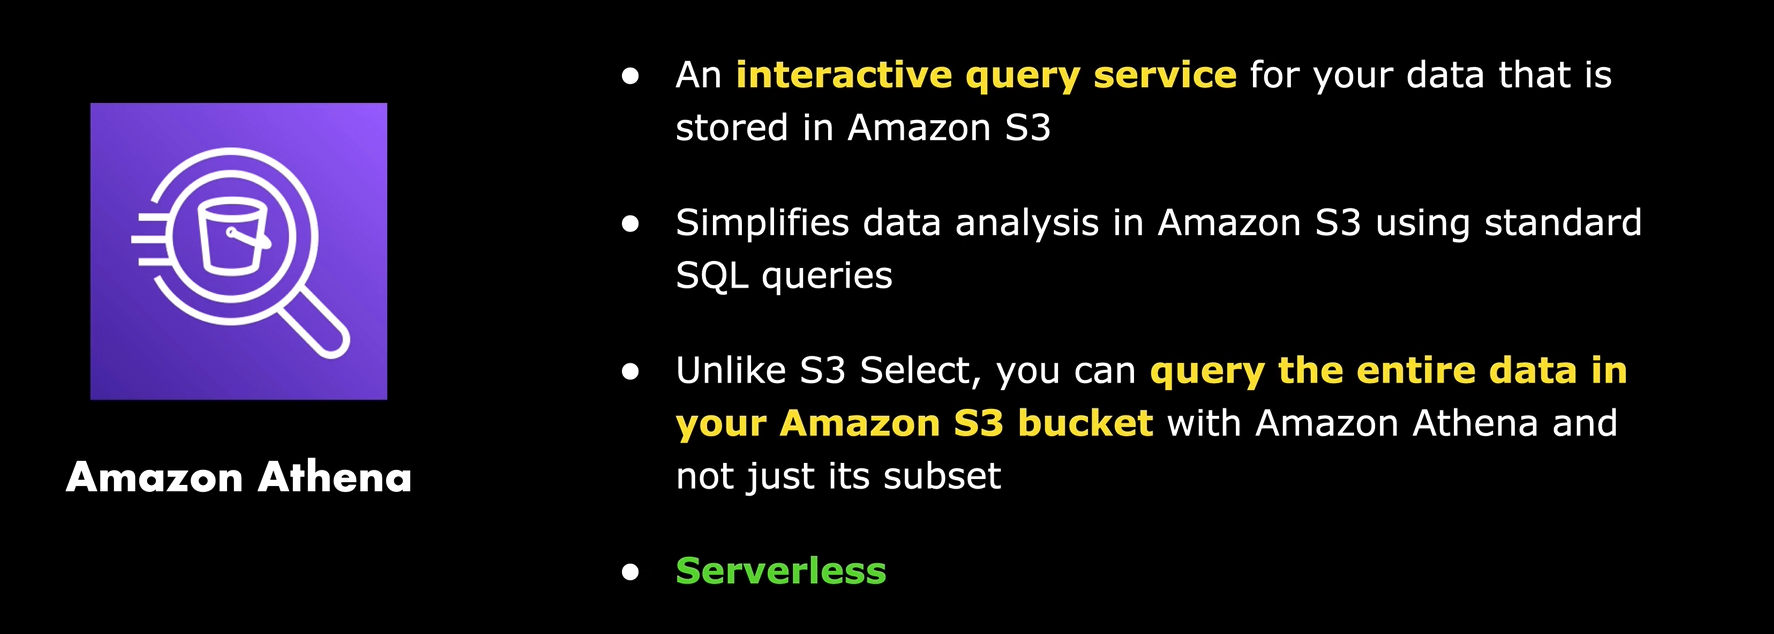 ● An interactive query service for your data that is
stored in Amazon S3
● Simplifies data analysis in Amazon S3 using standard
SQL queries
● Unlike S3 Select, you can query the entire data in
your Amazon S3 bucket with Amazon Athena and
not just its subset
● Serverless
Amazon Athena